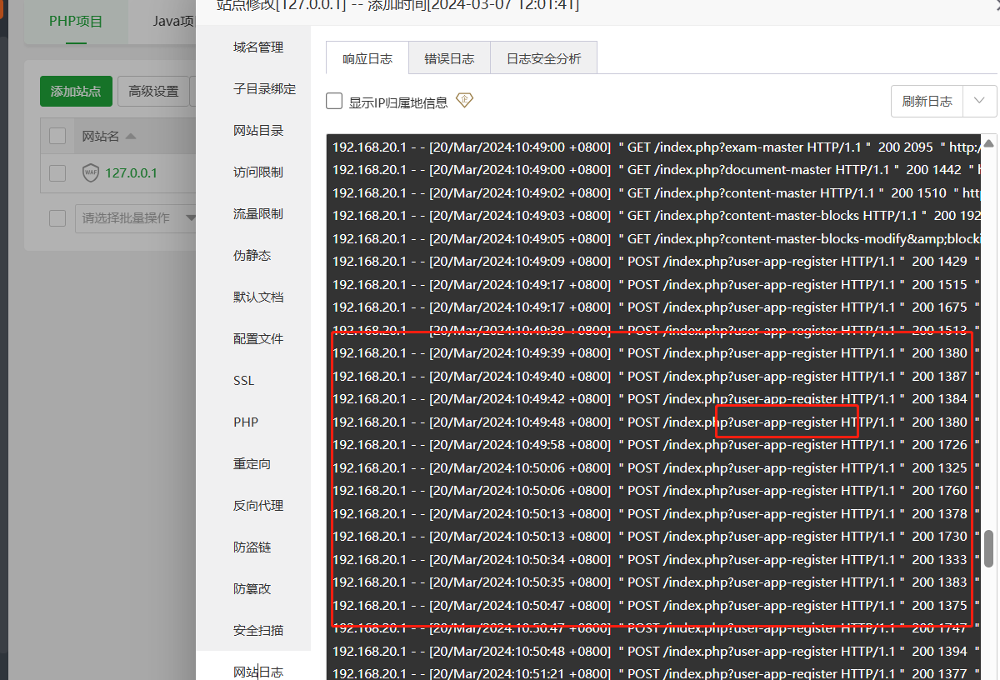 站点修改[127.0.0.1] -- 添加时间[2024-03-07 12:01:41]
PHP项目
Java项
添加站点
高级设置
网站名
WAF
127.0.0.1
请选择批量操作
域名管理
子目录绑定
网站目录
访问限制
流量限制
伪静态
默认文档
配置文件
SSL
PHP
重定向
反向代理
防盗链
防篡改
安全扫描
网站日志
响应日志
错误日志
日志安全分析
显示IP归属地信息
企
刷新日志
192.168.20.1 - - [20/Mar/2024:10:49:00 +0800] " GET /index.php?exam-master HTTP/1.1 " 200 2095 " http:/
192.168.20.1 - - [20/Mar/2024:10:49:00 +0800] " GET /index.php?document-master HTTP/1.1 " 200 1442 " h
192.168.20.1 - - [20/Mar/2024:10:49:02 +0800] " GET /index.php?content-master HTTP/1.1 " 200 1510 " http
192.168.20.1 - - [20/Mar/2024:10:49:03 +0800] " GET /index.php?content-master-blocks HTTP/1.1 " 200 192
192.168.20.1 - - [20/Mar/2024:10:49:05 +0800] " GET /index.php?content-master-blocks-modify&amp;blocki
192.168.20.1 - - [20/Mar/2024:10:49:09 +0800] " POST /index.php?user-app-register HTTP/1.1 " 200 1429 "
192.168.20.1 - - [20/Mar/2024:10:49:17 +0800] " POST /index.php?user-app-register HTTP/1.1 " 200 1515 "
192.168.20.1 - - [20/Mar/2024:10:49:17 +0800] " POST /index.php?user-app-register HTTP/1.1 " 200 1675 "
192.168.20.1 - - [20/Mar/2024:10:49:39 +0800] " POST /index.php?user-app-register HTTP/1.1 " 200 1513 "
192.168.20.1 - - [20/Mar/2024:10:49:39 +0800] " POST /index.php?user-app-register HTTP/1.1 " 200 1380 "
192.168.20.1 - - [20/Mar/2024:10:49:40 +0800] " POST /index.php?user-app-register HTTP/1.1 " 200 1387 "
192.168.20.1 - - [20/Mar/2024:10:49:42 +0800] " POST /index.php?user-app-register HTTP/1.1 " 200 1384 "
192.168.20.1 - - [20/Mar/2024:10:49:48 +0800] " POST /index.php?user-app-register HTTP/1.1 " 200 1380 "
192.168.20.1 - - [20/Mar/2024:10:49:58 +0800] " POST /index.php?user-app-register HTTP/1.1 " 200 1726 "
192.168.20.1 - - [20/Mar/2024:10:50:06 +0800] " POST /index.php?user-app-register HTTP/1.1 " 200 1325 "
192.168.20.1 - - [20/Mar/2024:10:50:06 +0800] " POST /index.php?user-app-register HTTP/1.1 " 200 1760 "
192.168.20.1 - - [20/Mar/2024:10:50:13 +0800] " POST /index.php?user-app-register HTTP/1.1 " 200 1378 "
192.168.20.1 - - [20/Mar/2024:10:50:13 +0800] " POST /index.php?user-app-register HTTP/1.1 " 200 1730 "
192.168.20.1 - - [20/Mar/2024:10:50:34 +0800] " POST /index.php?user-app-register HTTP/1.1 " 200 1333 "
192.168.20.1 - - [20/Mar/2024:10:50:35 +0800] " POST /index.php?user-app-register HTTP/1.1 " 200 1383 "
192.168.20.1 - - [20/Mar/2024:10:50:47 +0800] " POST /index.php?user-app-register HTTP/1.1 " 200 1375 "
192.168.20.1 - - [20/Mar/2024:10:50:47 +0800] " POST /index.php?user-app-register HTTP/1.1 " 200 1747 "
192.168.20.1 - - [20/Mar/2024:10:50:48 +0800] " POST /index.php?user-app-register HTTP/1.1 " 200 1394 "
192.168.20.1 - - [20/Mar/2024:10:51:21 +0800] " POST /index.php?user-app-register HTTP/1.1 " 200 1377 "